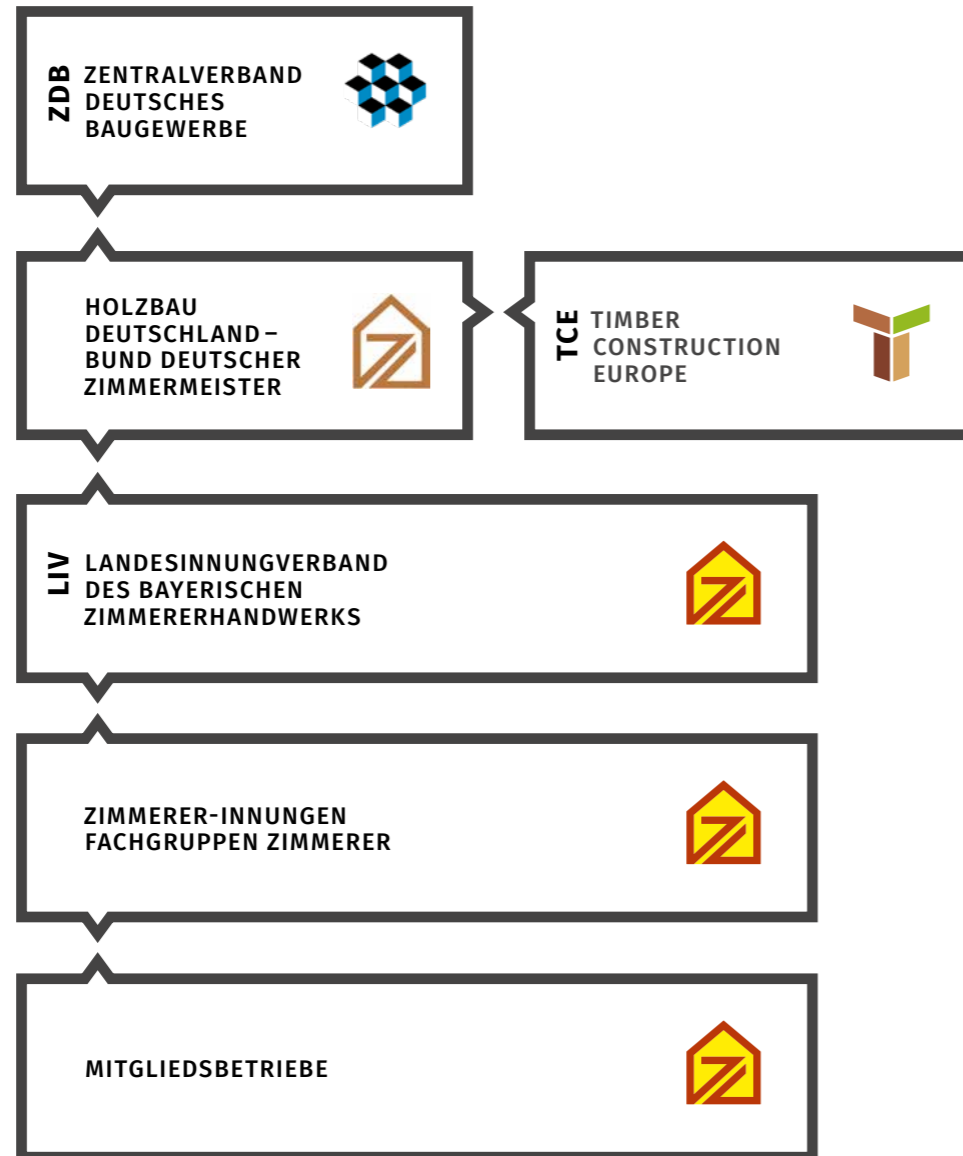 ZDB
ZENTRALVERBAND
DEUTSCHES
BAUGEWERBE
HOLZBAU
DEUTSCHLAND –
BUND DEUTSCHER
ZIMMERMEISTER
TCE
TIMBER
CONSTRUCTION
EUROPE
LIV
LANDESINNUNGVERBAND
DES BAYERISCHEN
ZIMMERERHANDWERKS
ZIMMERER-INNUNGEN
FACHGRUPPEN ZIMMERER
MITGLIEDSBETRIEBE